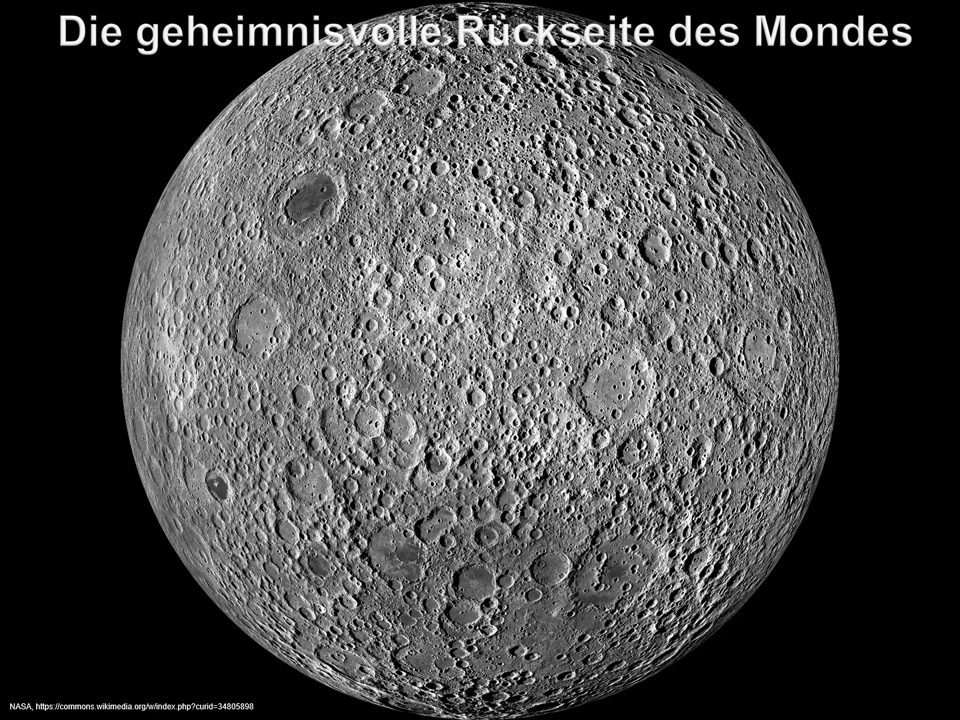 Die geheimnisvolle Rückseite des Mondes
NASA, https://commons.wikimedia.org/w/index.php?curid=34805898